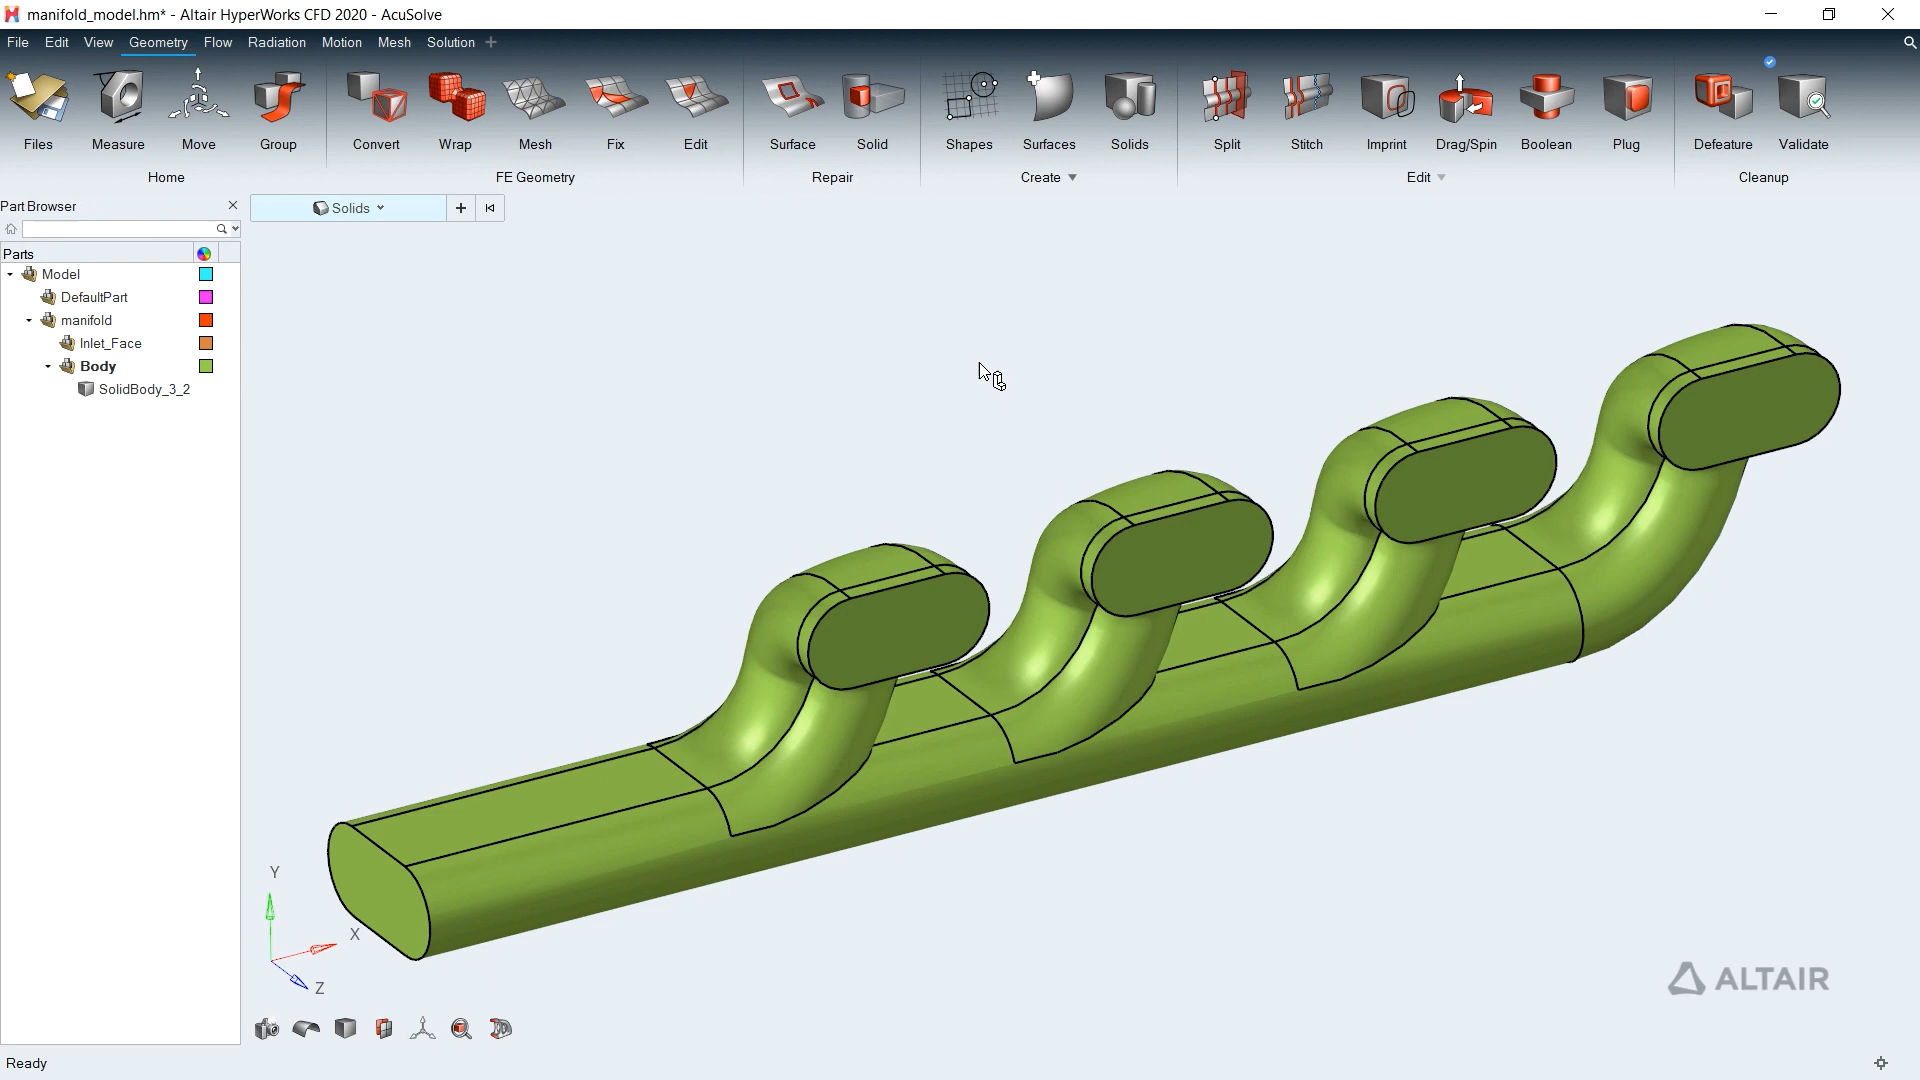 manifold_model.hm* - Altair HyperWorks CFD 2020 - AcuSolve
File Edit View Geometry Flow Radiation Motion Mesh Solution
Files Measure Move Group Convert Wrap Mesh Fix Edit Surface Solid Shapes Surfaces Solids Split Stitch Imprint Drag/Spin Boolean Plug Defeature Validate
Home FE Geometry Repair Create Edit Cleanup
Part Browser
Solids
Parts
Model
DefaultPart
manifold
Inlet_Face
Body
SolidBody_3_2
Y
X
Z
ALTAIR
Ready